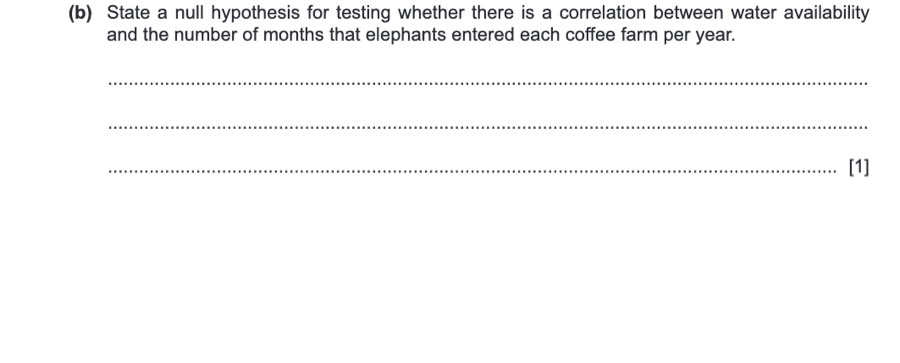 (b) State a null hypothesis for testing whether there is a correlation between water availability
and the number of months that elephants entered each coffee farm per year.
[1]